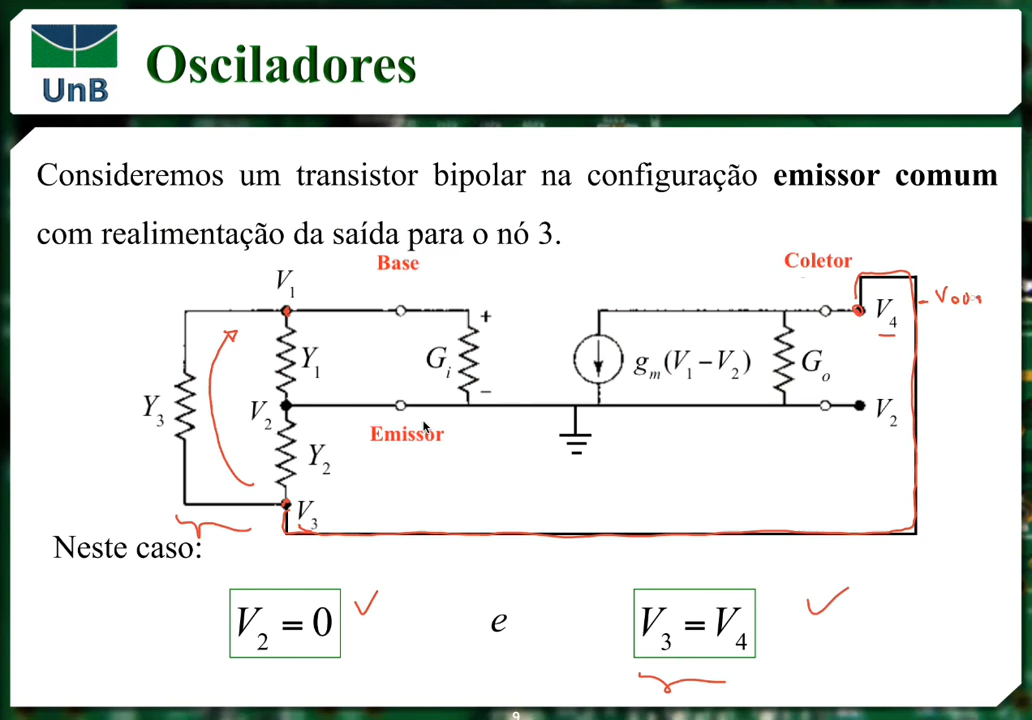 UnB
Osciladores
Consideremos um transistor bipolar na configuração emissor comum
com realimentação da saída para o nó 3.
Base
Coletor
V1
+
V4
Y1
Gi
gm(V1 − V2)
Go
Y3
V2
−
V2
Emissor
Y2
V3
Neste caso:
V2 = 0
e
V3 = V4
9